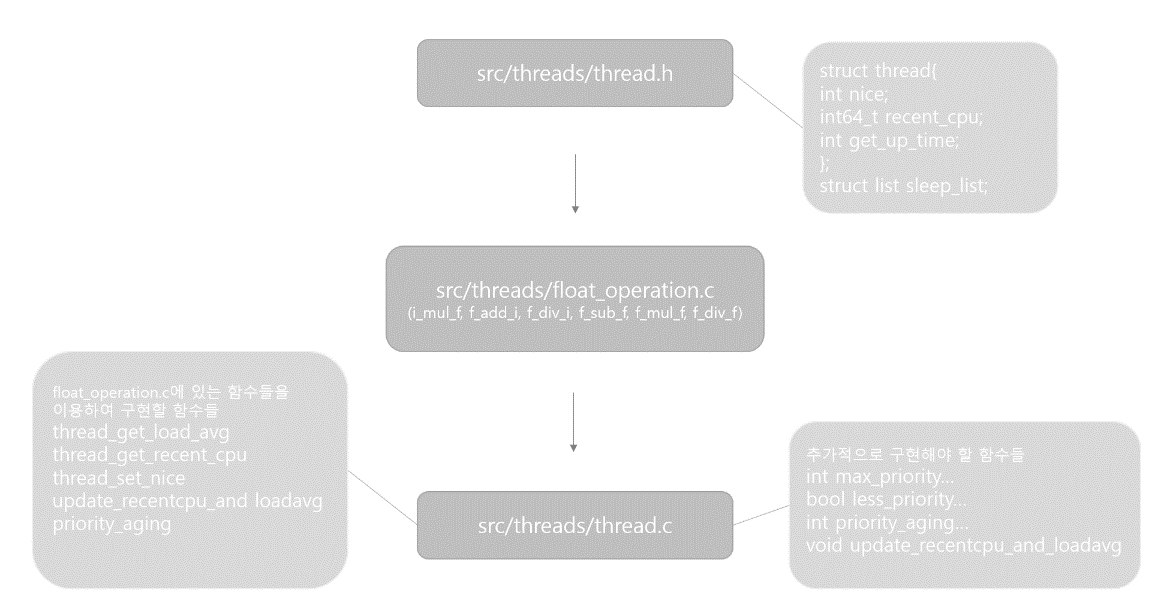 src/threads/thread.h
struct thread{
int nice;
int64_t recent_cpu;
int get_up_time;
};
struct list sleep_list;
src/threads/float_operation.c
(i_mul_f, f_add_i, f_div_i, f_sub_f, f_mul_f, f_div_f)
float_operation.c에 있는 함수들을
이용하여 구현할 함수들
thread_get_load_avg
thread_get_recent_cpu
thread_set_nice
update_recentcpu_and loadavg
priority_aging
src/threads/thread.c
추가적으로 구현해야 할 함수들
int max_priority...
bool less_priority...
int priority_aging...
void update_recentcpu_and_loadavg